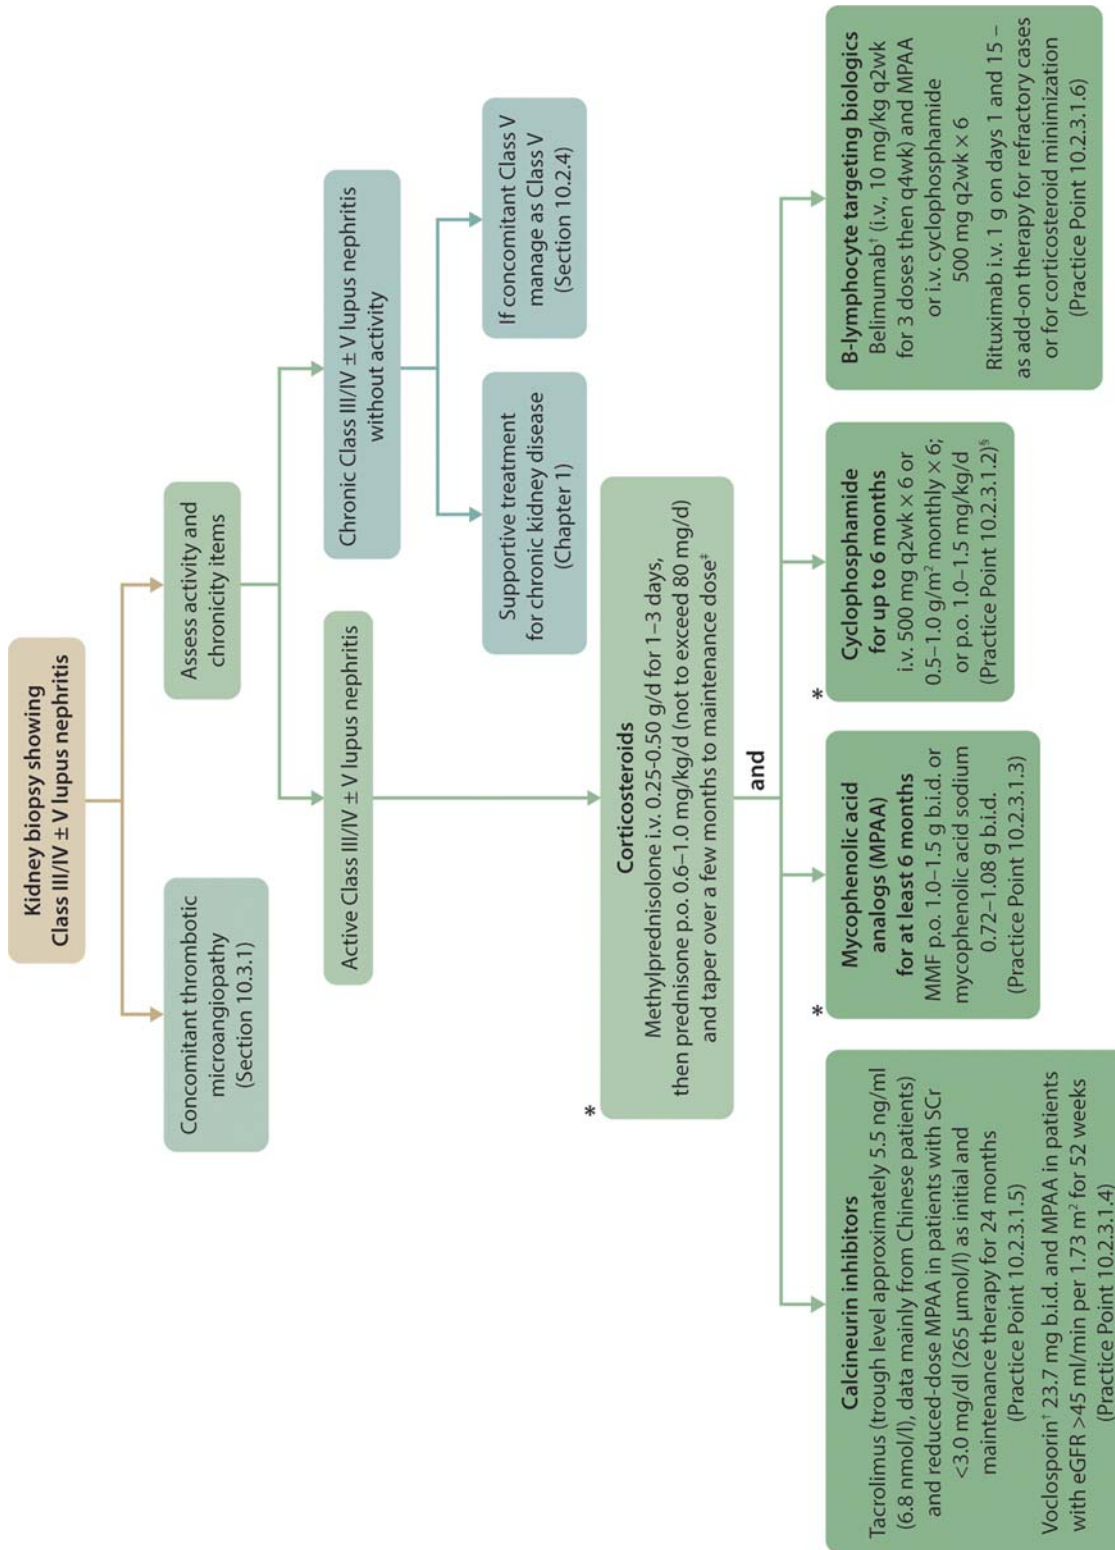 Kidney biopsy showing
Class III/IV ± V lupus nephritis
Concomitant thrombotic
microangiopathy
(Section 10.3.1)
Assess activity and
chronicity items
Active Class III/IV ± V lupus nephritis
Chronic Class III/IV ± V lupus nephritis
without activity
Supportive treatment
for chronic kidney disease
(Chapter 1)
If concomitant Class V
manage as Class V
(Section 10.2.4)
*
Corticosteroids
Methylprednisolone i.v. 0.25-0.50 g/d for 1–3 days,
then prednisone p.o. 0.6–1.0 mg/kg/d (not to exceed 80 mg/d)
and taper over a few months to maintenance dose‡
and
Calcineurin inhibitors
Tacrolimus (trough level approximately 5.5 ng/ml
(6.8 nmol/l), data mainly from Chinese patients)
and reduced-dose MPAA in patients with SCr
<3.0 mg/dl (265 µmol/l) as initial and
maintenance therapy for 24 months
(Practice Point 10.2.3.1.5)
Voclosporin† 23.7 mg b.i.d. and MPAA in patients
with eGFR >45 ml/min per 1.73 m² for 52 weeks
(Practice Point 10.2.3.1.4)
*
Mycophenolic acid
analogs (MPAA)
for at least 6 months
MMF p.o. 1.0–1.5 g b.i.d. or
mycophenolic acid sodium
0.72–1.08 g b.i.d.
(Practice Point 10.2.3.1.3)
*
Cyclophosphamide
for up to 6 months
i.v. 500 mg q2wk × 6 or
0.5–1.0 g/m² monthly × 6;
or p.o. 1.0–1.5 mg/kg/d
(Practice Point 10.2.3.1.2)§
B-lymphocyte targeting biologics
Belimumab† (i.v., 10 mg/kg q2wk
for 3 doses then q4wk) and MPAA
or i.v. cyclophosphamide
500 mg q2wk × 6
Rituximab i.v. 1 g on days 1 and 15 –
as add-on therapy for refractory cases
or for corticosteroid minimization
(Practice Point 10.2.3.1.6)